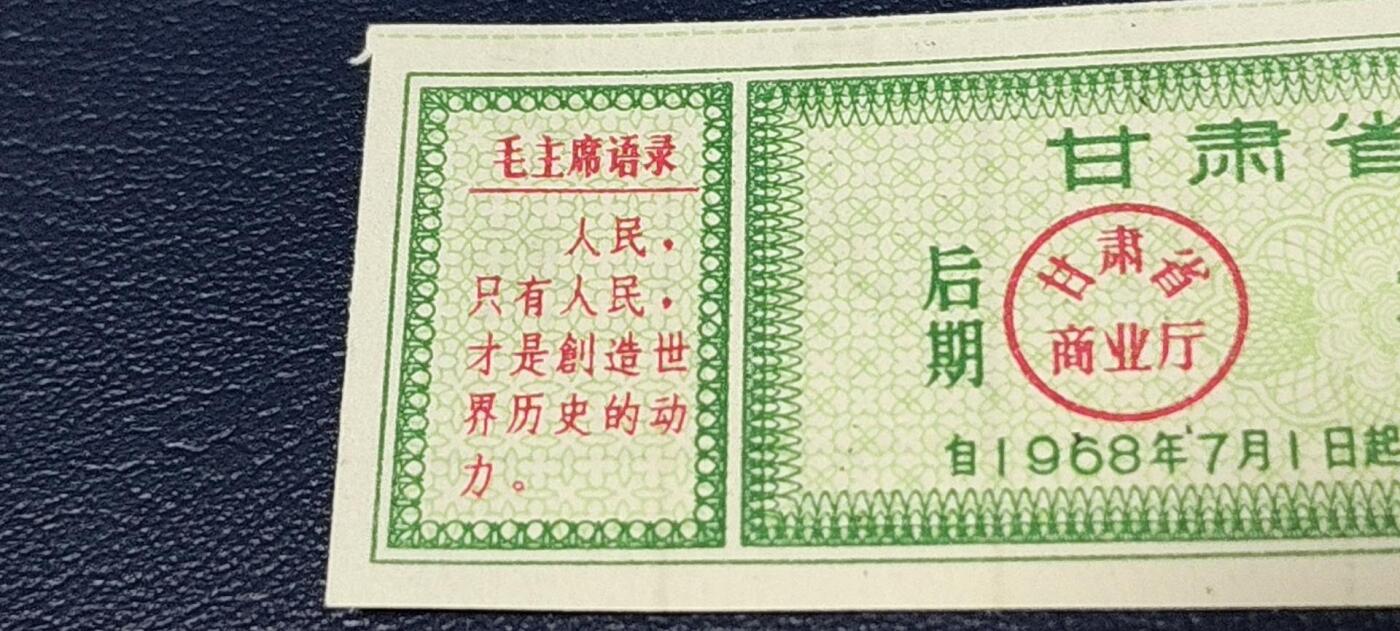 毛主席语录
人民，
只有人民，
才是創造世
界历史的动
力。
甘肃省
后期
甘肃省
商业厅
自1968年7月1日起